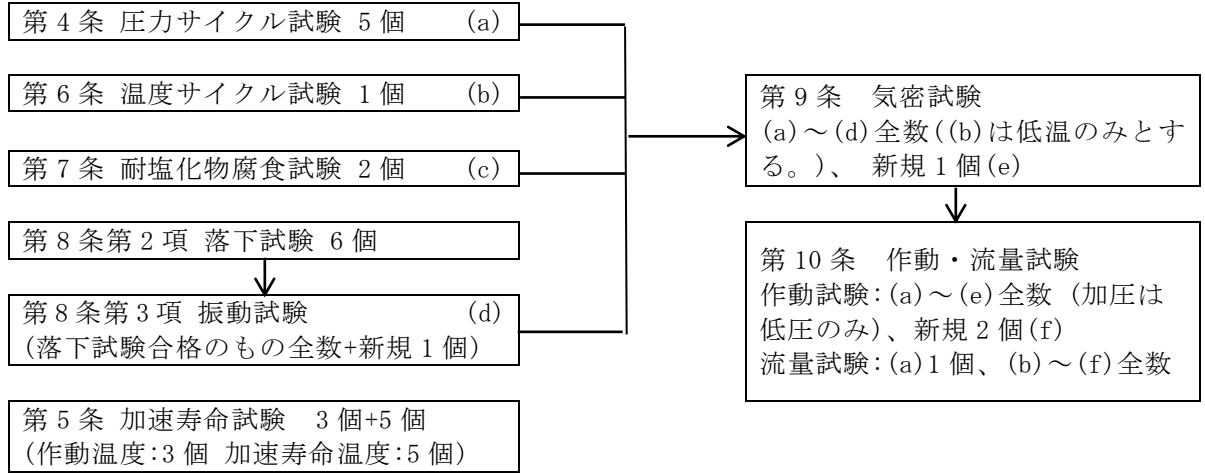 第4条 圧力サイクル試験 5個 (a)
第6条 温度サイクル試験 1個 (b)
第7条 耐塩化物腐食試験 2個 (c)
第8条第2項 落下試験 6個
第8条第3項 振動試験 (d)
(落下試験合格のもの全数+新規1個)
第5条 加速寿命試験 3個+5個
(作動温度:3個 加速寿命温度:5個)
第9条 気密試験
(a)～(d)全数((b)は低温のみとす
る。)、 新規1個(e)
第10条 作動・流量試験
作動試験:(a)～(e)全数 (加圧は
低圧のみ)、新規2個(f)
流量試験:(a)1個、(b)～(f)全数